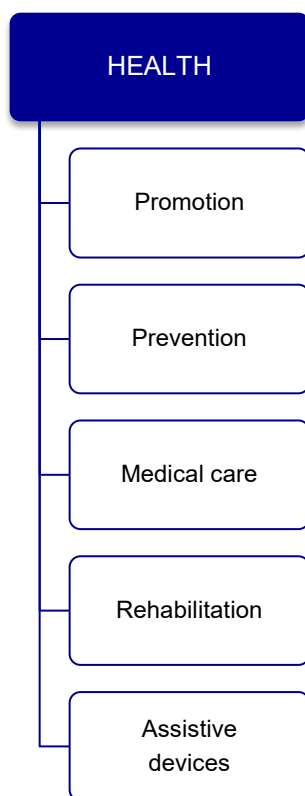 HEALTH
Promotion
Prevention
Medical care
Rehabilitation
Assistive
devices